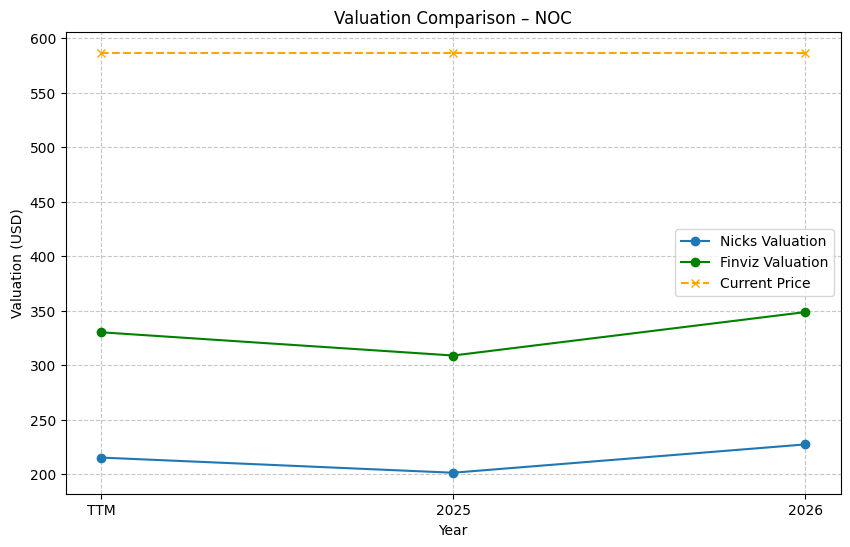 Valuation Comparison – NOC
600
550
500
450
400
350
300
250
200
Valuation (USD)
Nicks Valuation
Finviz Valuation
Current Price
TTM
2025
2026
Year